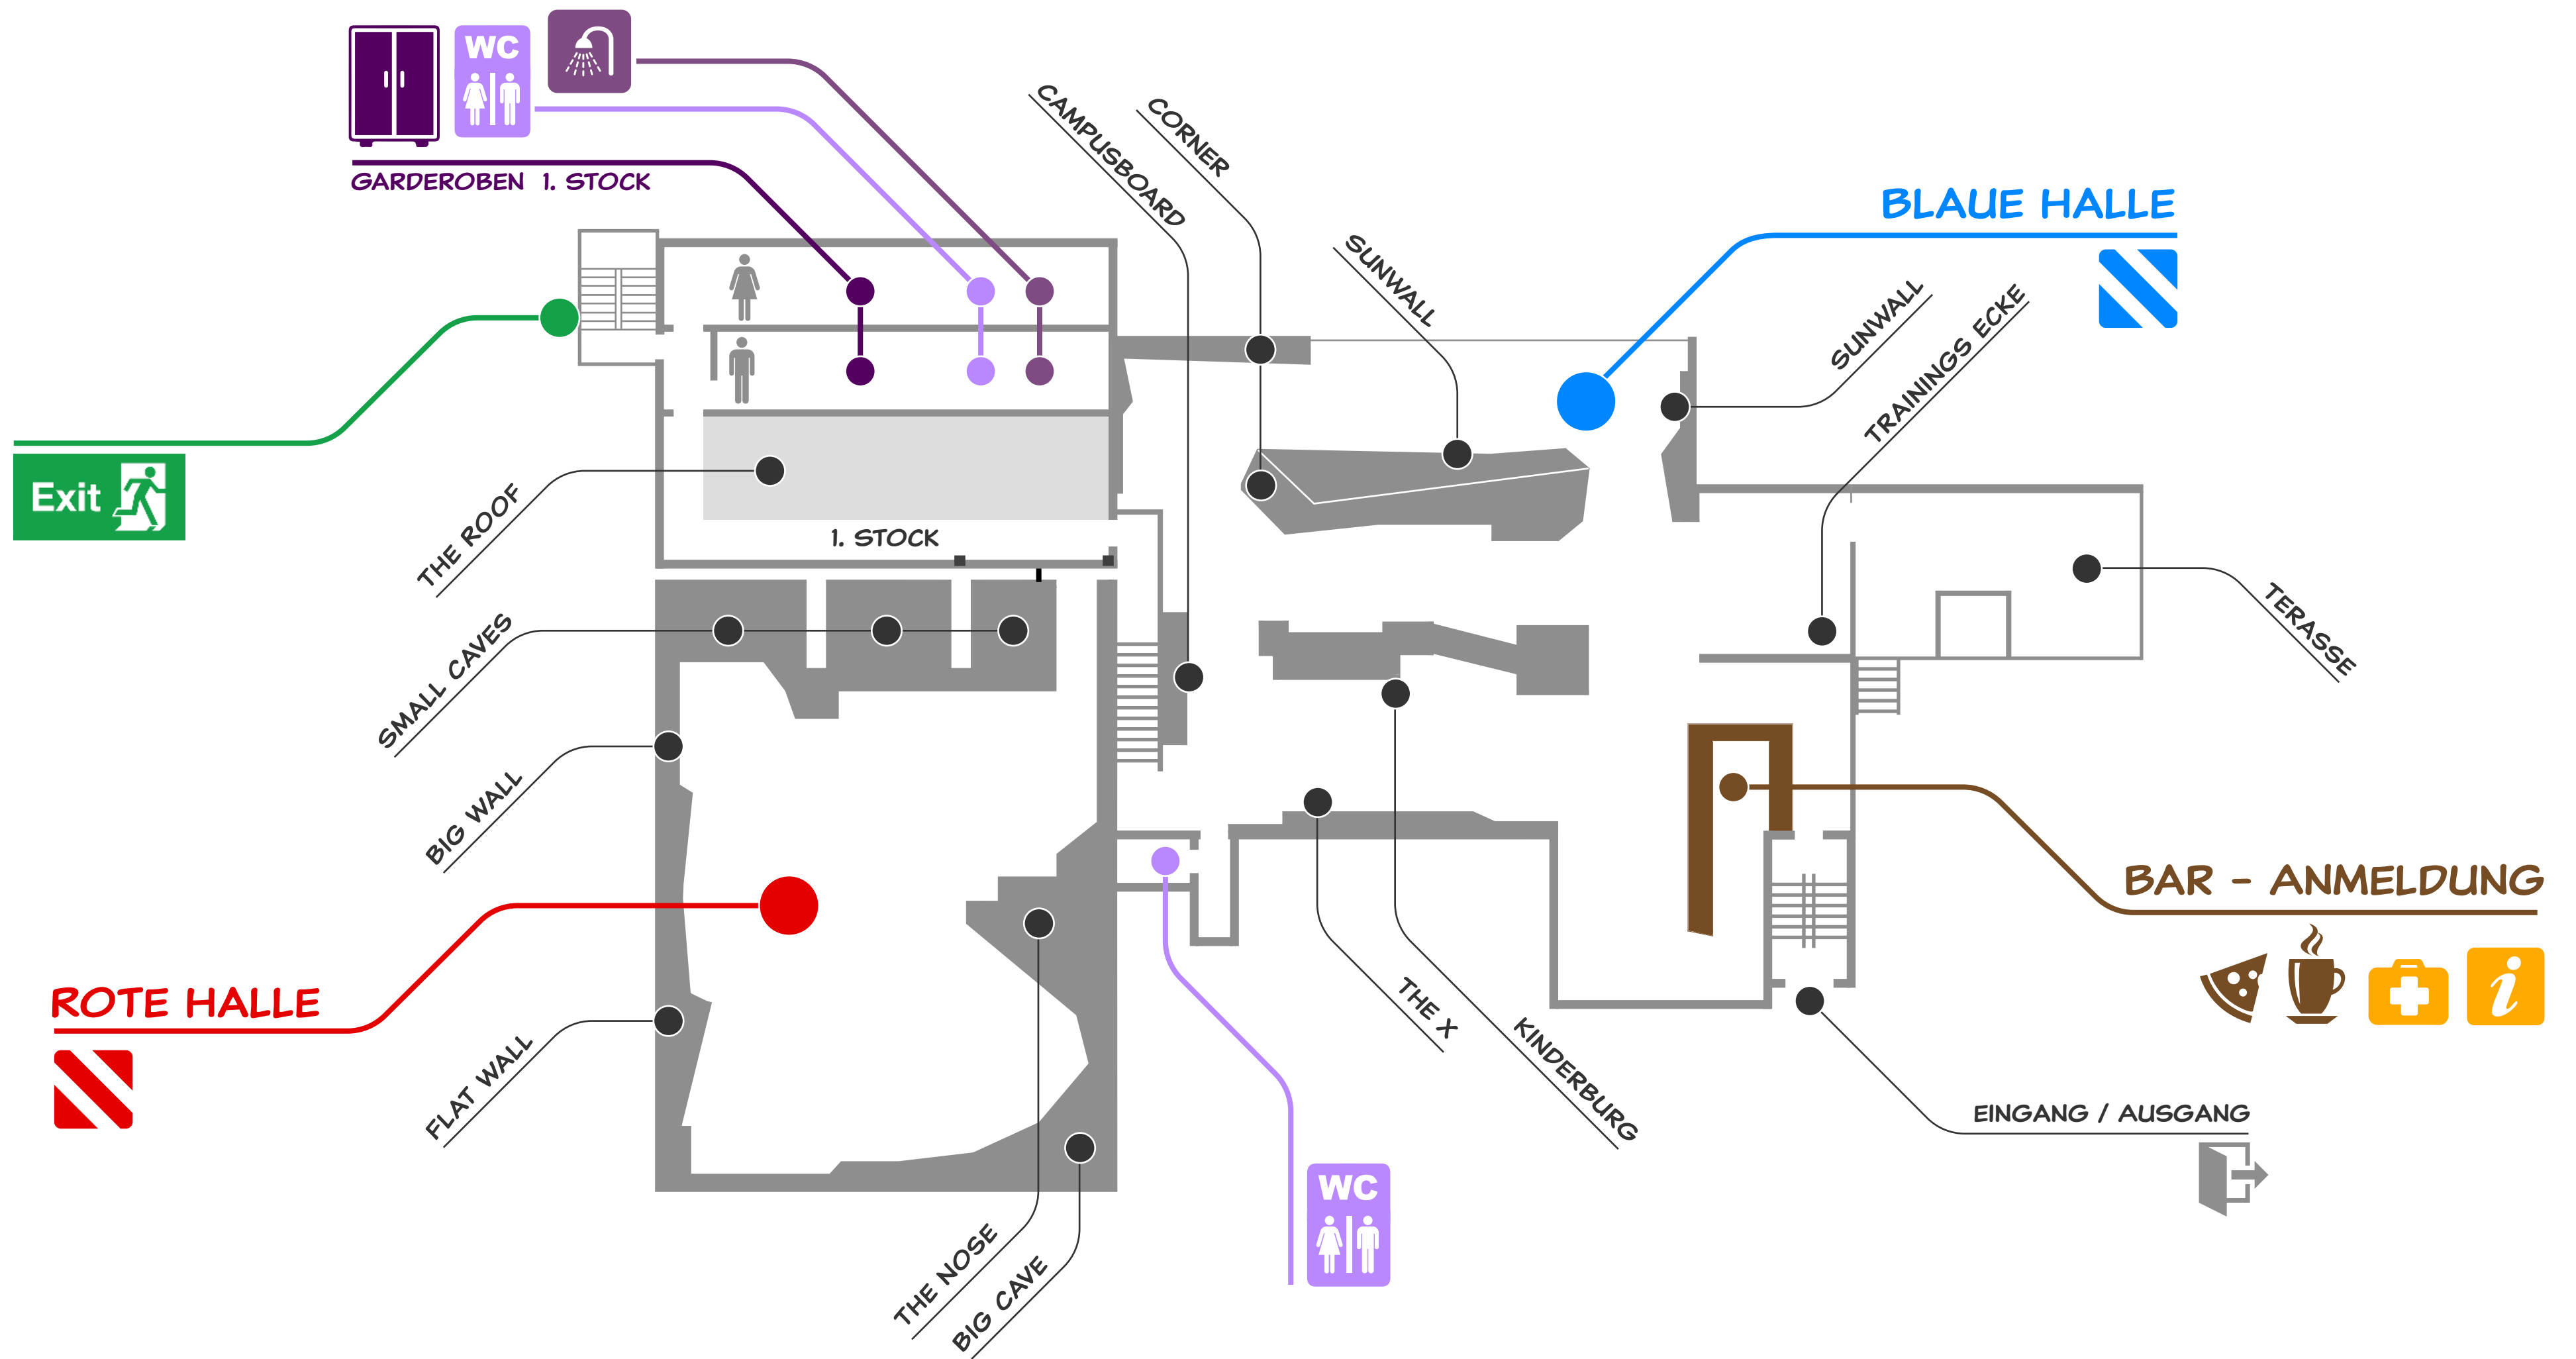 WC
GARDEROBEN 1. STOCK
CAMPUSBOARD
CORNER
SUNWALL
BLAUE HALLE
SUNWALL
TRAININGS ECKE
Exit
THE ROOF
1. STOCK
TERASSE
SMALL CAVES
BIG WALL
BAR - ANMELDUNG
i
ROTE HALLE
FLAT WALL
THE X
KINDERBURG
EINGANG / AUSGANG
WC
THE NOSE
BIG CAVE